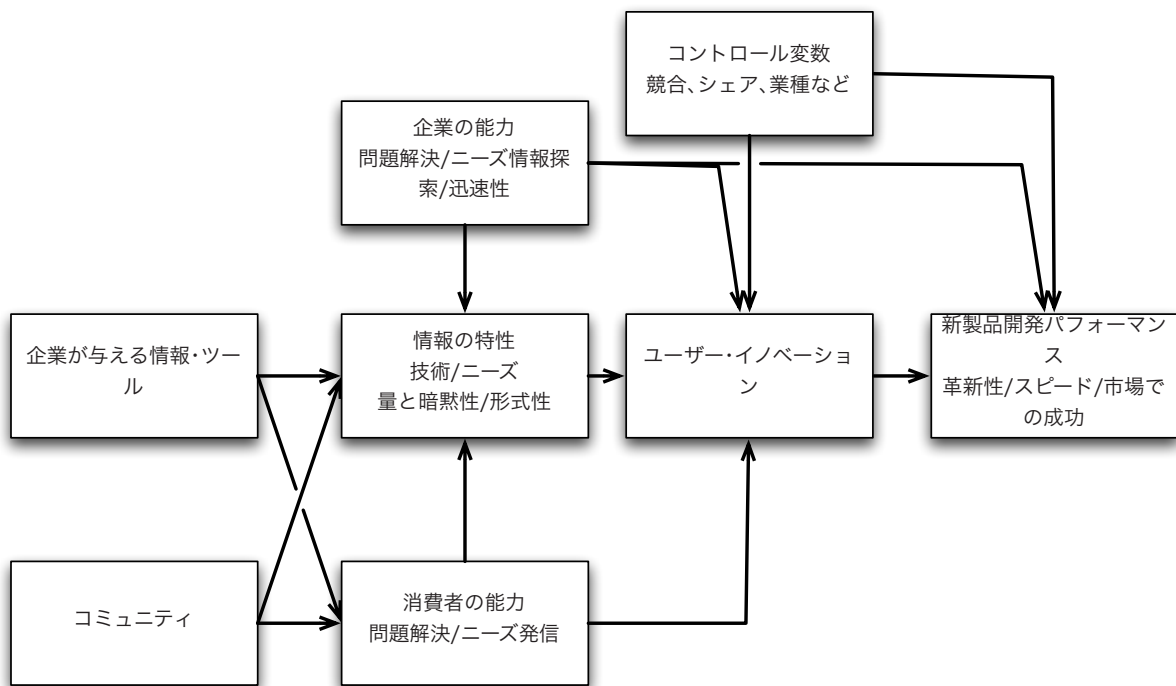 コントロール変数
競合、シェア、業種など
企業の能力
問題解決/ニーズ情報探
索/迅速性
企業が与える情報・ツー
ル
情報の特性
技術/ニーズ
量と暗黙性/形式性
ユーザー・イノベーショ
ン
新製品開発パフォーマン
ス
革新性/スピード/市場で
の成功
コミュニティ
消費者の能力
問題解決/ニーズ発信